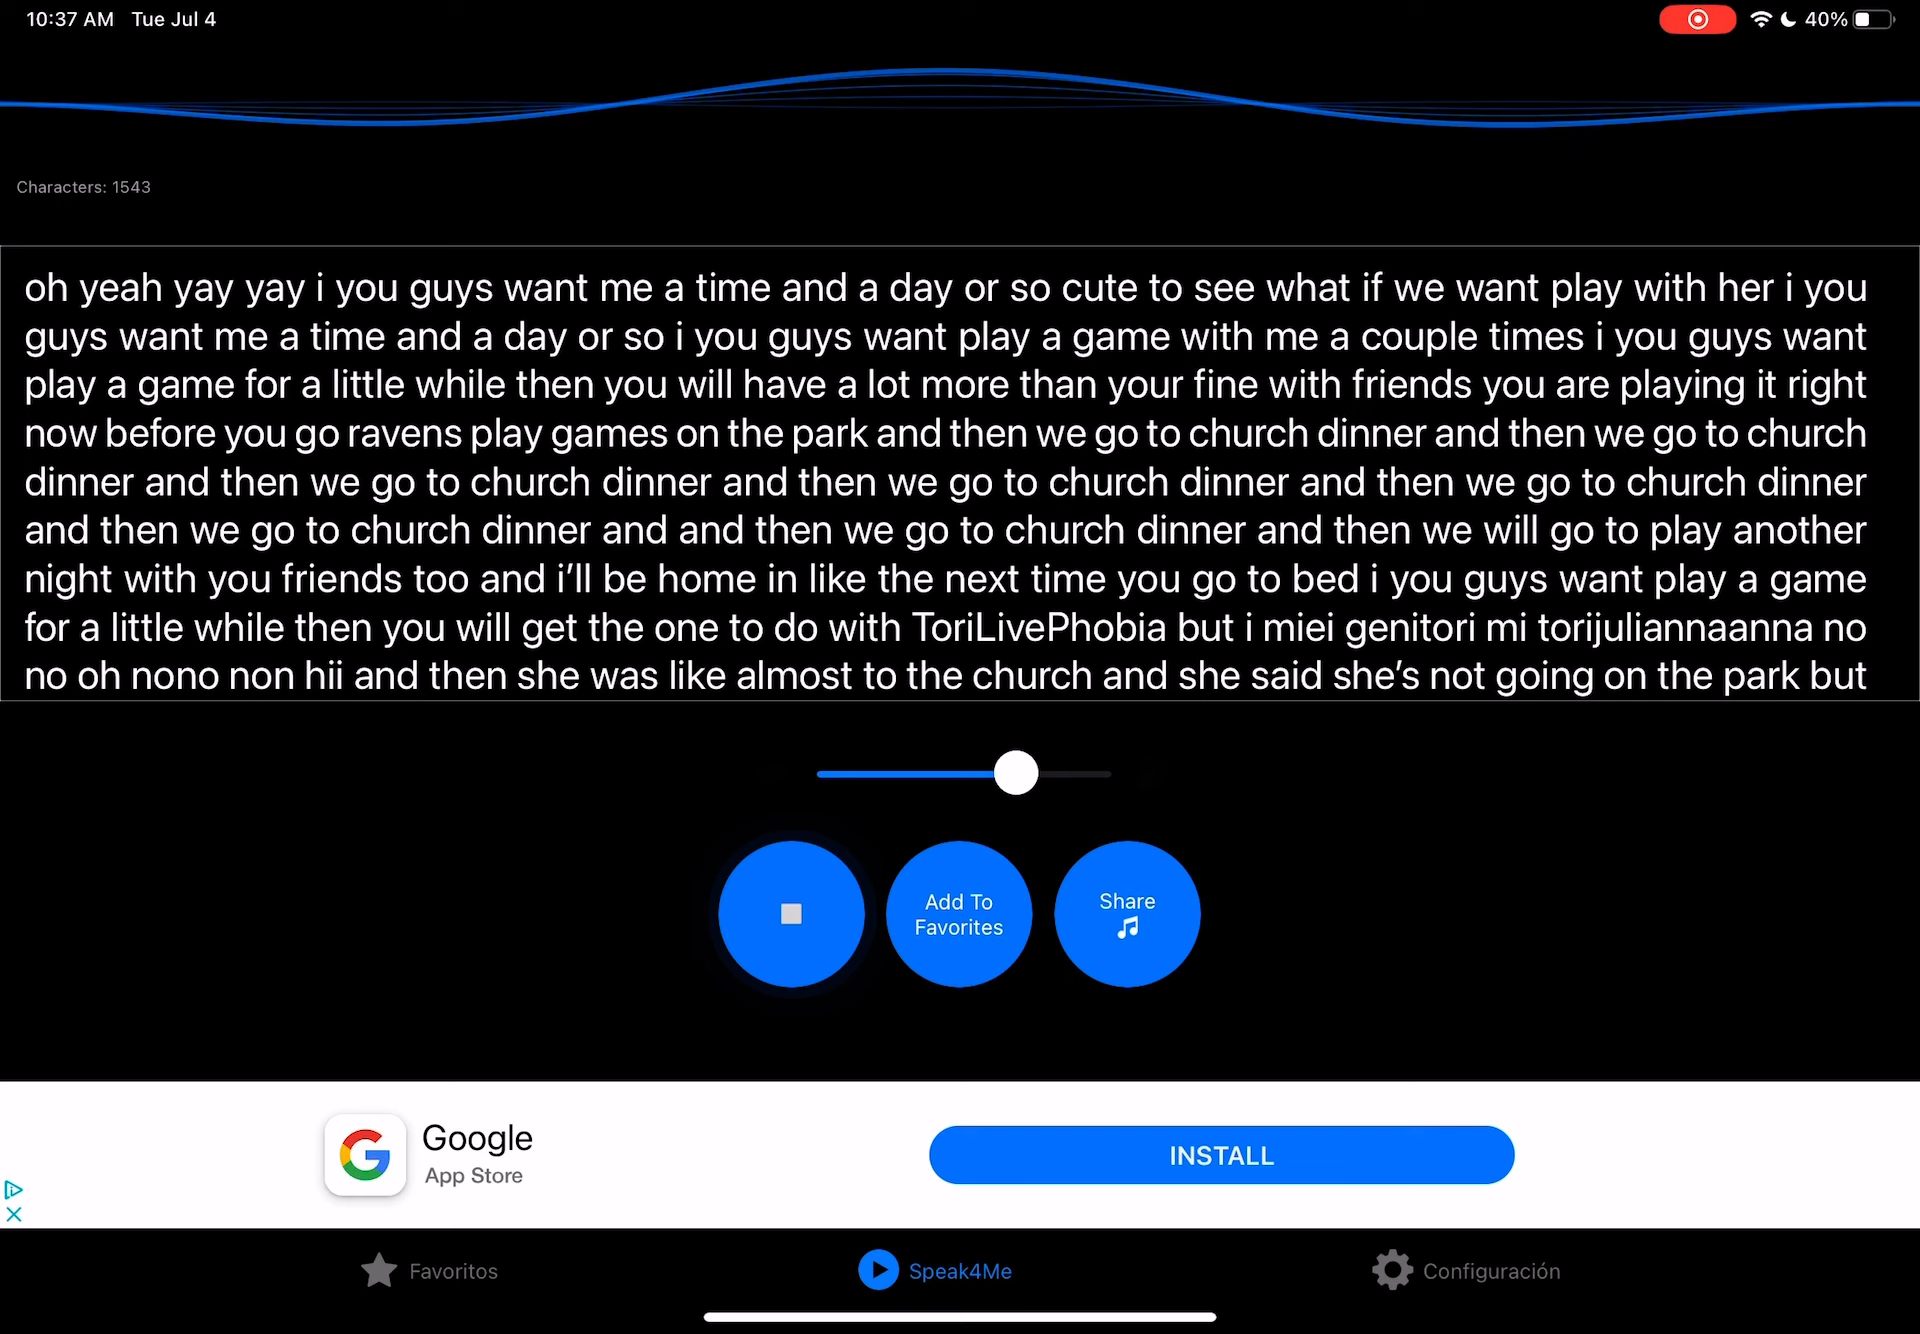 10:37 AM Tue Jul 4
40%
Characters: 1543
oh yeah yay yay i you guys want me a time and a day or so cute to see what if we want play with her i you
guys want me a time and a day or so i you guys want play a game with me a couple times i you guys want
play a game for a little while then you will have a lot more than your fine with friends you are playing it right
now before you go ravens play games on the park and then we go to church dinner and then we go to church
dinner and then we go to church dinner and then we go to church dinner and then we go to church dinner
and then we go to church dinner and and then we go to church dinner and then we will go to play another
night with you friends too and i’ll be home in like the next time you go to bed i you guys want play a game
for a little while then you will get the one to do with ToriLivePhobia but i miei genitori mi torijuliannaanna no
no oh nono non hii and then she was like almost to the church and she said she’s not going on the park but
Add To
Favorites
Share
Google
App Store
INSTALL
Favoritos
Speak4Me
Configuración